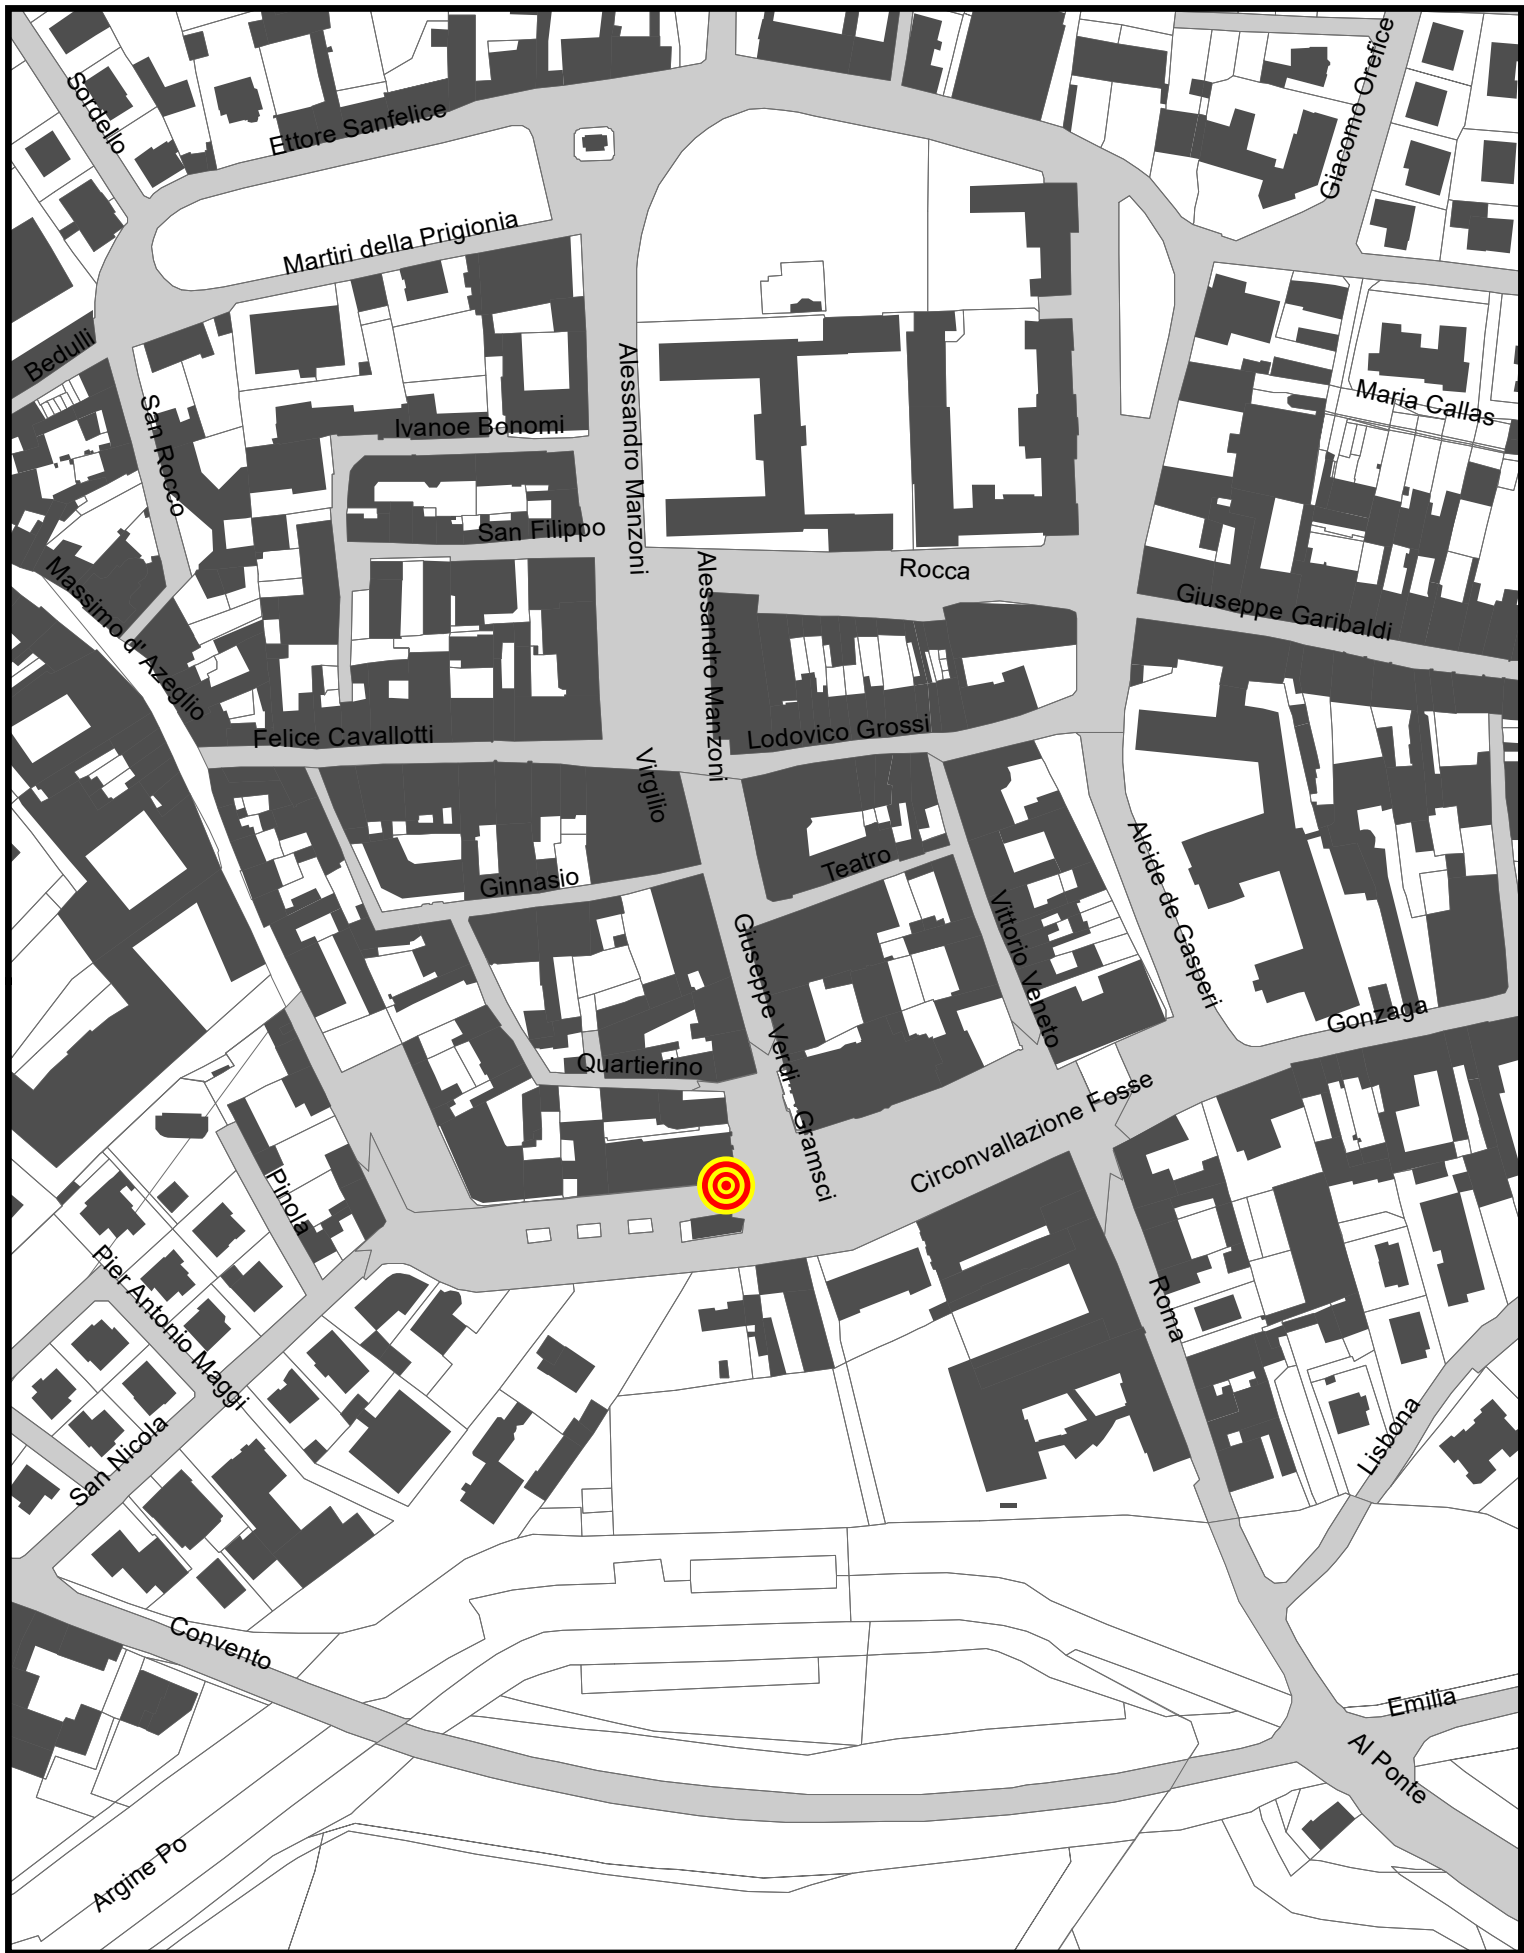 Sordello
Ettore Sanfelice
Giacomo Orefice
Martiri della Prigionia
Bedulli
Alessandro Manzoni
Maria Callas
San Rocco
Ivanoe Bonomi
San Filippo
Massimo d' Azeglio
Alessandro Manzoni
Rocca
Giuseppe Garibaldi
Felice Cavallotti
Lodovico Grossi
Virgilio
Ginnasio
Teatro
Alcide de Gasperi
Vittorio Veneto
Giuseppe Verdi
Gonzaga
Quartierino
Circonvallazione Fosse
Gramsci
Pinola
Pier Antonio Maggi
Roma
San Nicola
Lisbona
Convento
Emilia
Al Ponte
Argine Po